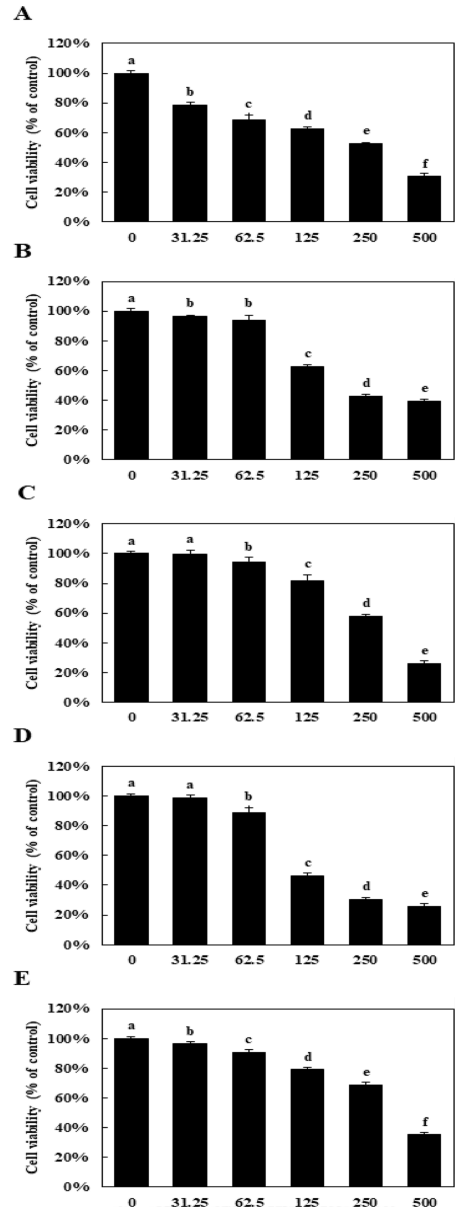 A
Cell viability (% of control)
120%
100%
80%
60%
40%
20%
0%
a
b
c
d
e
f
0 31.25 62.5 125 250 500
B
Cell viability (% of control)
120%
100%
80%
60%
40%
20%
0%
a
b
b
c
d
e
0 31.25 62.5 125 250 500
C
Cell viability (% of control)
120%
100%
80%
60%
40%
20%
0%
a
a
b
c
d
e
0 31.25 62.5 125 250 500
D
Cell viability (% of control)
120%
100%
80%
60%
40%
20%
0%
a
a
b
c
d
e
0 31.25 62.5 125 250 500
E
Cell viability (% of control)
120%
100%
80%
60%
40%
20%
0%
a
b
c
d
e
f
0 31.25 62.5 125 250 500